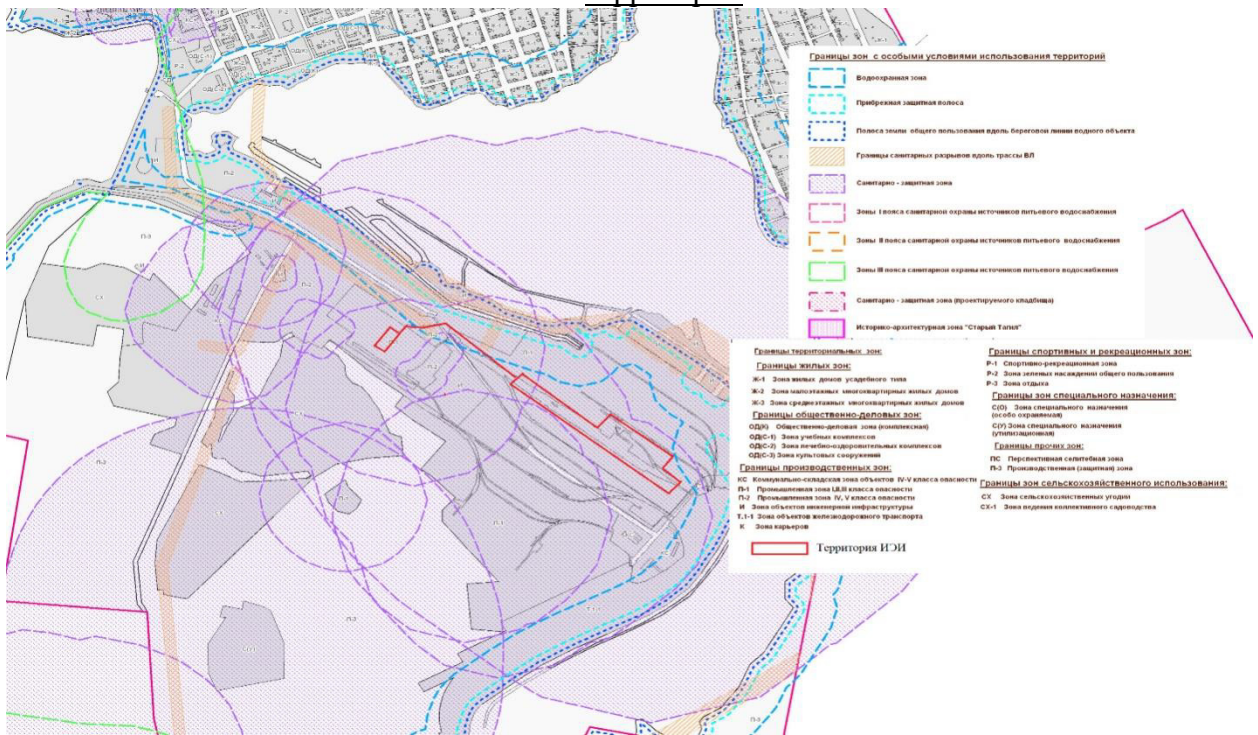 Границы зон с особыми условиями использования территорий
Водоохранная зона
Прибрежная защитная полоса
Полоса земли общего пользования вдоль береговой линии водного объекта
Границы санитарных разрывов вдоль трассы ВЛ
Санитарно - защитная зона
Зоны I пояса санитарной охраны источников питьевого водоснабжения
Зоны II пояса санитарной охраны источников питьевого водоснабжения
Зоны III пояса санитарной охраны источников питьевого водоснабжения
Санитарно - защитная зона (проектируемого кладбища)
Историко-архитектурная зона "Старый Тагил"
Границы территориальных зон:
Границы жилых зон:
Ж-1 Зона жилых домов усадебного типа
Ж-2 Зона малоэтажных многоквартирных жилых домов
Ж-3 Зона среднеэтажных многоквартирных жилых домов
Границы общественно-деловых зон:
ОД(К) Общественно-деловая зона (комплексная)
ОД(С-1) Зона учебных комплексов
ОД(С-2) Зона лечебно-оздоровительных комплексов
ОД(С-3) Зона культовых сооружений
Границы производственных зон:
КС Коммунально-складская зона объектов IV-V класса опасности
П-1 Промышленная зона I,II,III класса опасности
П-2 Промышленная зона IV, V класса опасности
И Зона объектов инженерной инфраструктуры
Т.1-1 Зона объектов железнодорожного транспорта
К Зона карьеров
Границы спортивных и рекреационных зон:
Р-1 Спортивно-рекреационная зона
Р-2 Зона зеленых насаждений общего пользования
Р-3 Зона отдыха
Границы зон специального назначения:
С(О) Зона специального назначения
(особо охраняемая)
С(У) Зона специального назначения
(утилизационная)
Границы прочих зон:
ПС Перспективная селитебная зона
П-3 Производственная (защитная) зона
Границы зон сельскохозяйственного использования:
СХ Зона сельскохозяйственных угодий
СХ-1 Зона ведения коллективного садоводства
Территория ИЭИ